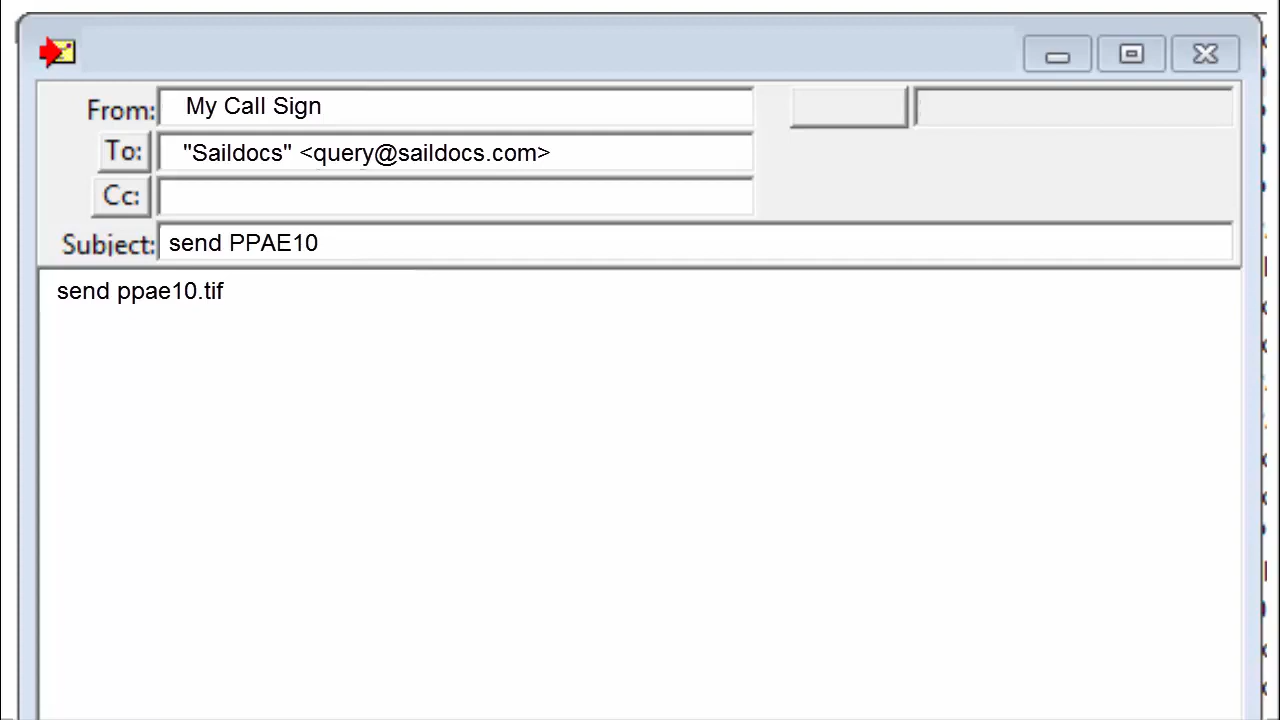 From: My Call Sign
To: "Saildocs" <query@saildocs.com>
Cc:
Subject: send PPAE10
send ppae10.tif